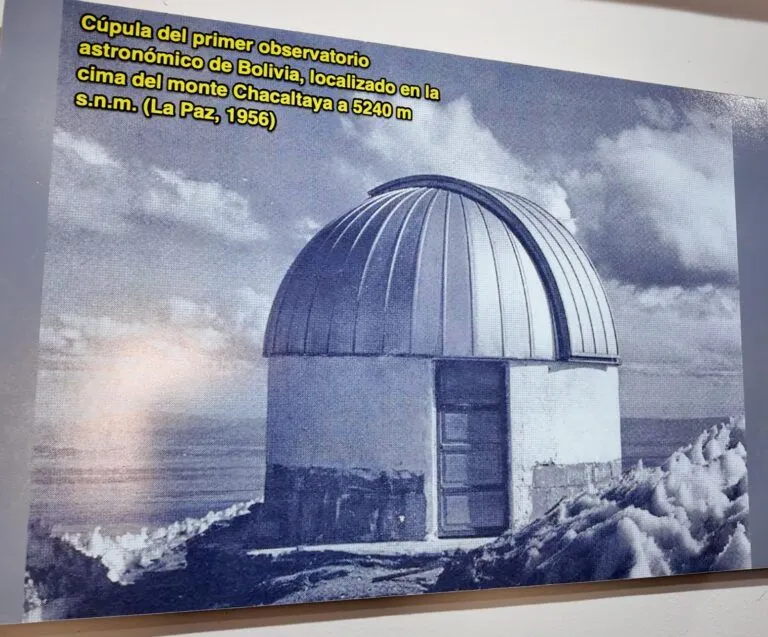 Cúpula del primer observatorio
astronómico de Bolivia, localizado en la
cima del monte Chacaltaya a 5240 m
s.n.m. (La Paz, 1956)